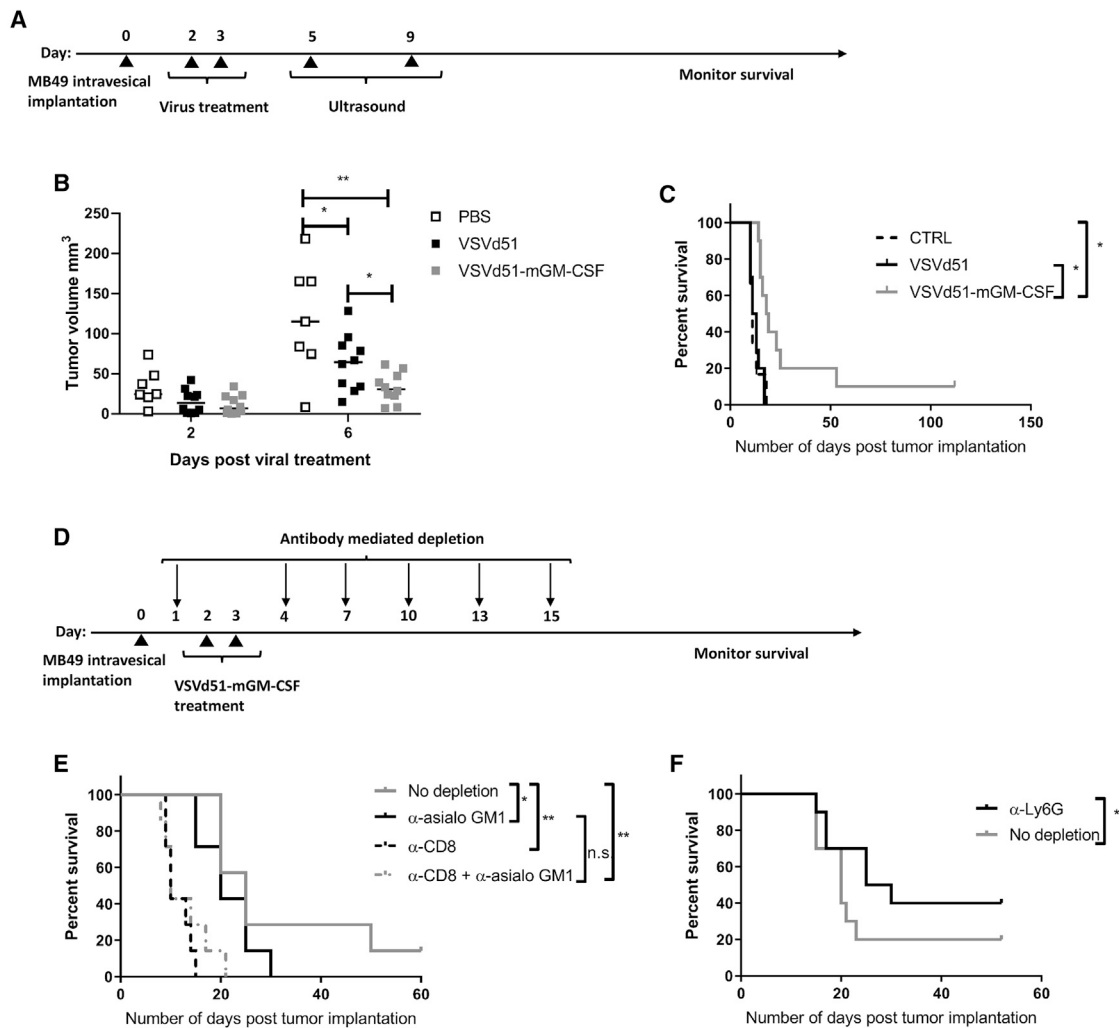 A
Day:
0
2
3
5
9
MB49 intravesical
implantation
Virus treatment
Ultrasound
Monitor survival
B
Tumor volume mm³
250
200
150
100
50
0
**
*
*
PBS
VSVd51
VSVd51-mGM-CSF
2
6
Days post viral treatment
C
Percent survival
100
80
60
40
20
0
CTRL
VSVd51
VSVd51-mGM-CSF
*
*
0
50
100
150
Number of days post tumor implantation
D
Antibody mediated depletion
Day:
0
1
2
3
4
7
10
13
15
MB49 intravesical
implantation
VSVd51-mGM-CSF
treatment
Monitor survival
E
Percent survival
100
80
60
40
20
0
No depletion
α-asialo GM1
α-CD8
α-CD8 + α-asialo GM1
*
**
n.s.
**
0
20
40
60
Number of days post tumor implantation
F
Percent survival
100
80
60
40
20
0
α-Ly6G
No depletion
*
0
20
40
60
Number of days post tumor implantation